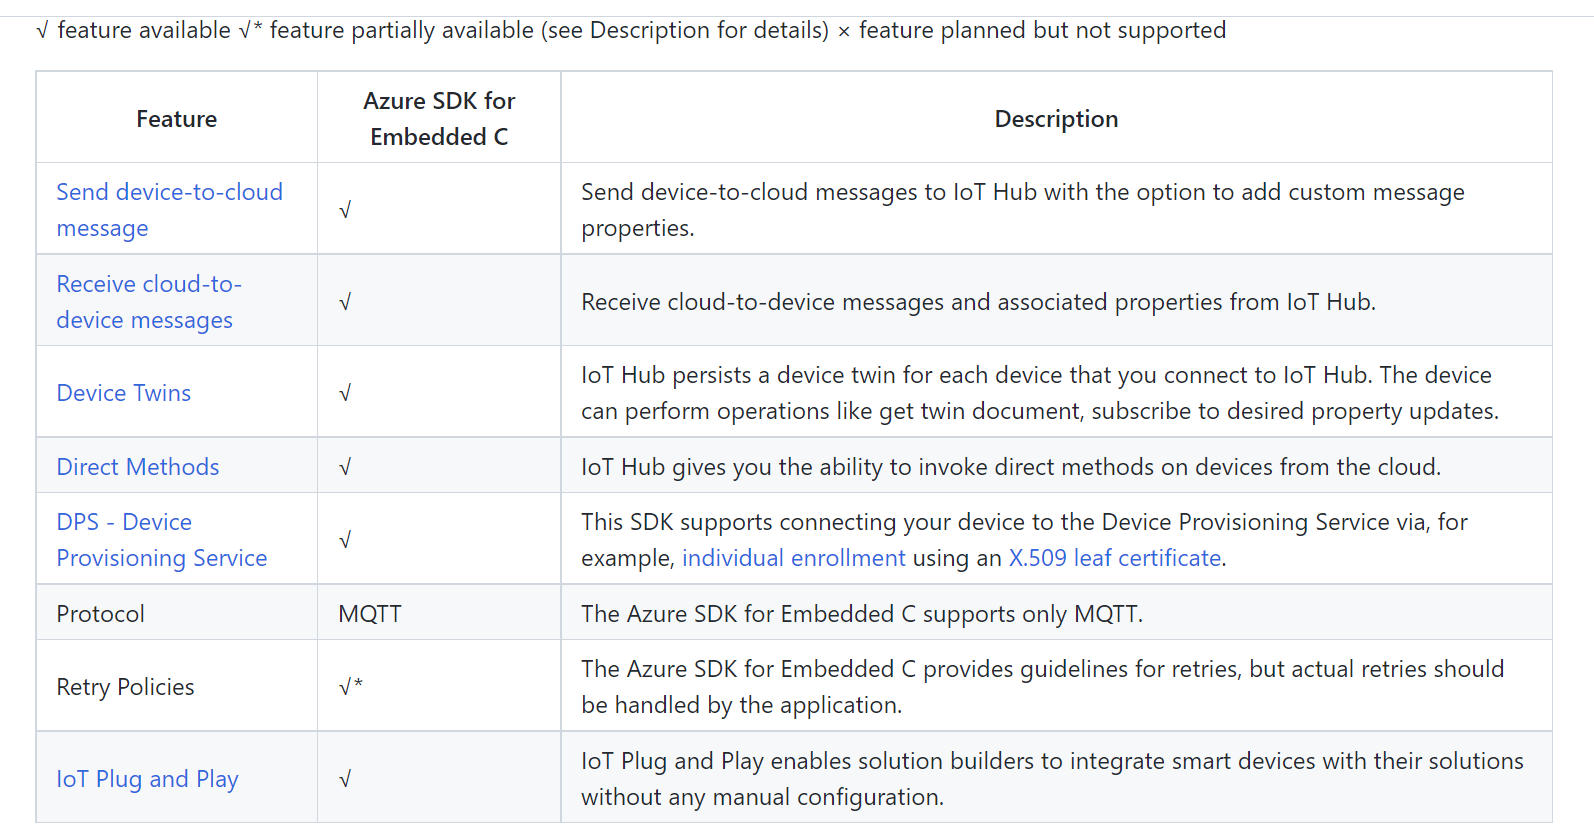 √ feature available √* feature partially available (see Description for details) × feature planned but not supported
Feature
Azure SDK for
Embedded C
Description
Send device-to-cloud
message
√
Send device-to-cloud messages to IoT Hub with the option to add custom message
properties.
Receive cloud-to-
device messages
√
Receive cloud-to-device messages and associated properties from IoT Hub.
Device Twins
√
IoT Hub persists a device twin for each device that you connect to IoT Hub. The device
can perform operations like get twin document, subscribe to desired property updates.
Direct Methods
√
IoT Hub gives you the ability to invoke direct methods on devices from the cloud.
DPS - Device
Provisioning Service
√
This SDK supports connecting your device to the Device Provisioning Service via, for
example, individual enrollment using an X.509 leaf certificate.
Protocol
MQTT
The Azure SDK for Embedded C supports only MQTT.
Retry Policies
√*
The Azure SDK for Embedded C provides guidelines for retries, but actual retries should
be handled by the application.
IoT Plug and Play
√
IoT Plug and Play enables solution builders to integrate smart devices with their solutions
without any manual configuration.